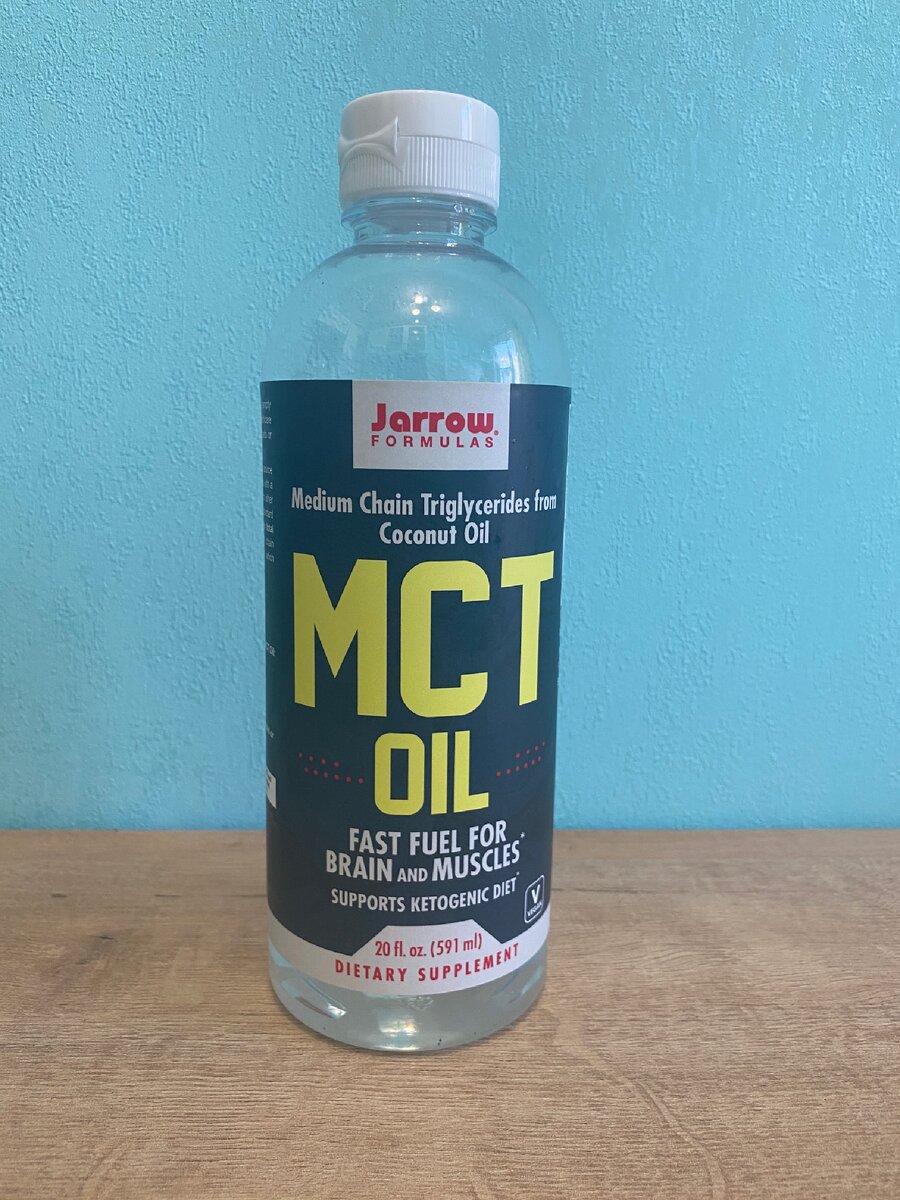 Jarrow
FORMULAS
Medium Chain Triglycerides from
Coconut Oil
MCT
OIL
FAST FUEL FOR
BRAIN AND MUSCLES*
SUPPORTS KETOGENIC DIET*
V
VEGAN
20 fl. oz. (591 ml)
DIETARY SUPPLEMENT